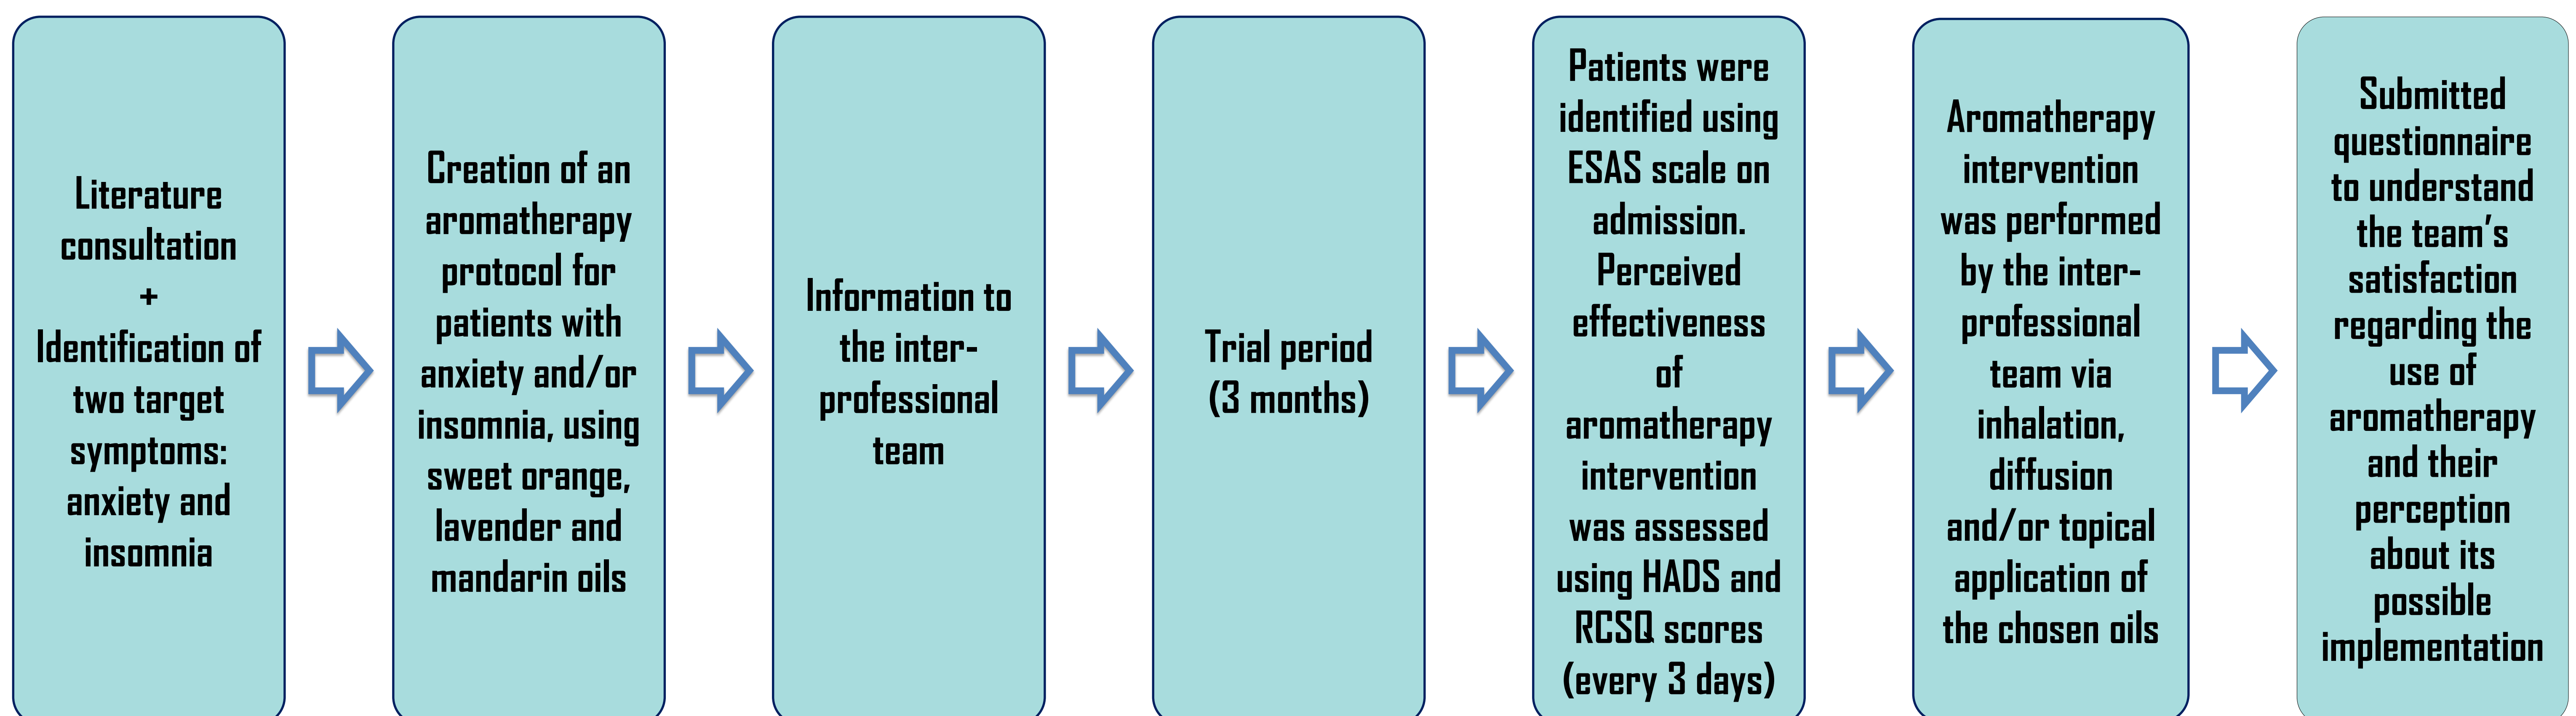 Literature
consultation
+
Identification of
two target
symptoms:
anxiety and
insomnia
Creation of an
aromatherapy
protocol for
patients with
anxiety and/or
insomnia, using
sweet orange,
lavender and
mandarin oils
Information to
the inter-
professional
team
Trial period
(3 months)
Patients were
identified using
ESAS scale on
admission.
Perceived
effectiveness
of
aromatherapy
intervention
was assessed
using HADS and
RCSQ scores
(every 3 days)
Aromatherapy
intervention
was performed
by the inter-
professional
team via
inhalation,
diffusion
and/or topical
application of
the chosen oils
Submitted
questionnaire
to understand
the team's
satisfaction
regarding the
use of
aromatherapy
and their
perception
about its
possible
implementation